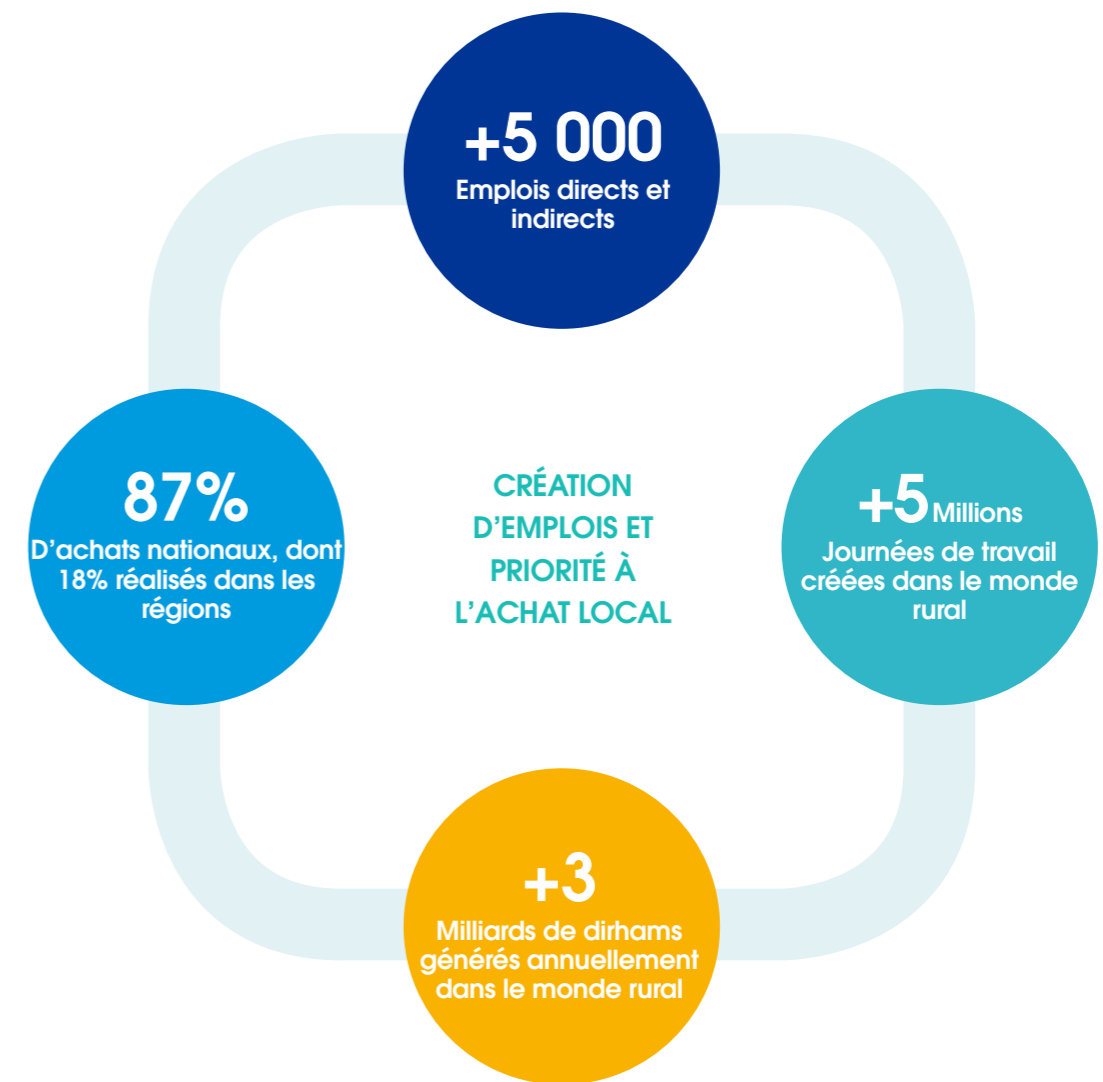 +5 000
Emplois directs et
indirects
87%
D'achats nationaux, dont
18% réalisés dans les
régions
CRÉATION
D'EMPLOIS ET
PRIORITÉ À
L'ACHAT LOCAL
+5 Millions
Journées de travail
créées dans le monde
rural
+3
Milliards de dirhams
générés annuellement
dans le monde rural